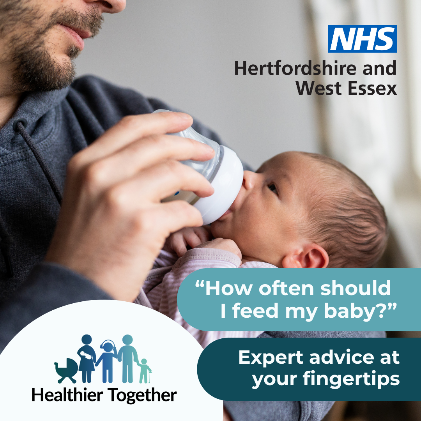 NHS
Hertfordshire and
West Essex
“How often should
I feed my baby?”
Expert advice at
your fingertips
Healthier Together